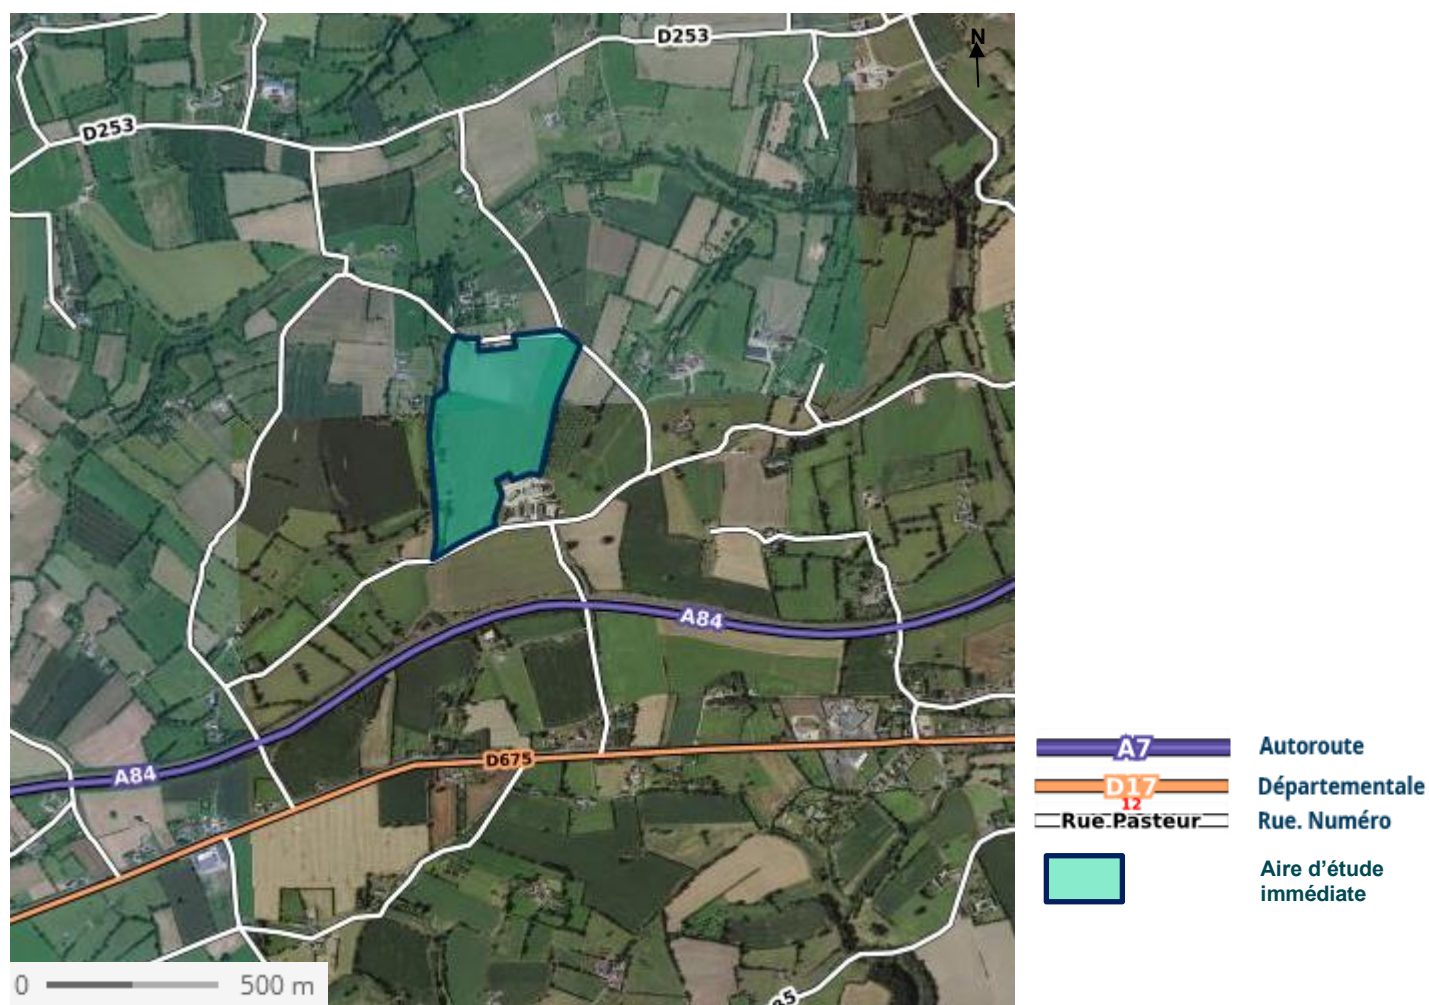 D253
N
D253
A84
A84
D675
0 500 m
A7 Autoroute
D17 Départementale
12
Rue Pasteur Rue. Numéro
Aire d’étude
immédiate